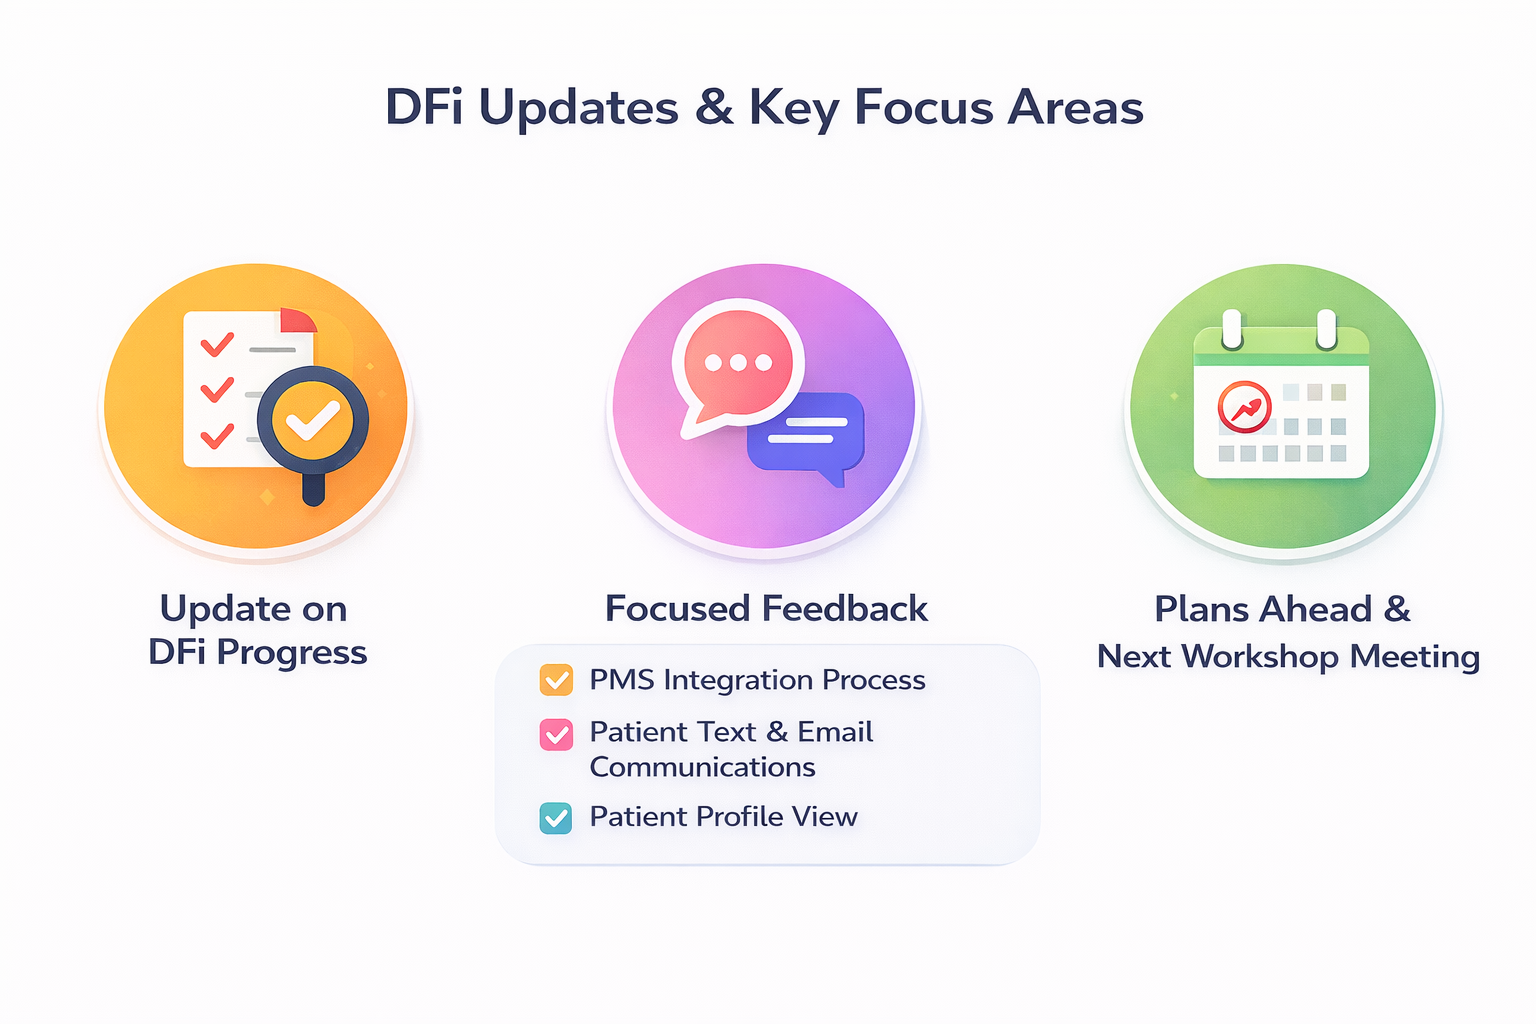 DFi Updates & Key Focus Areas
Update on
DFi Progress
Focused Feedback
PMS Integration Process
Patient Text & Email
Communications
Patient Profile View
Plans Ahead &
Next Workshop Meeting